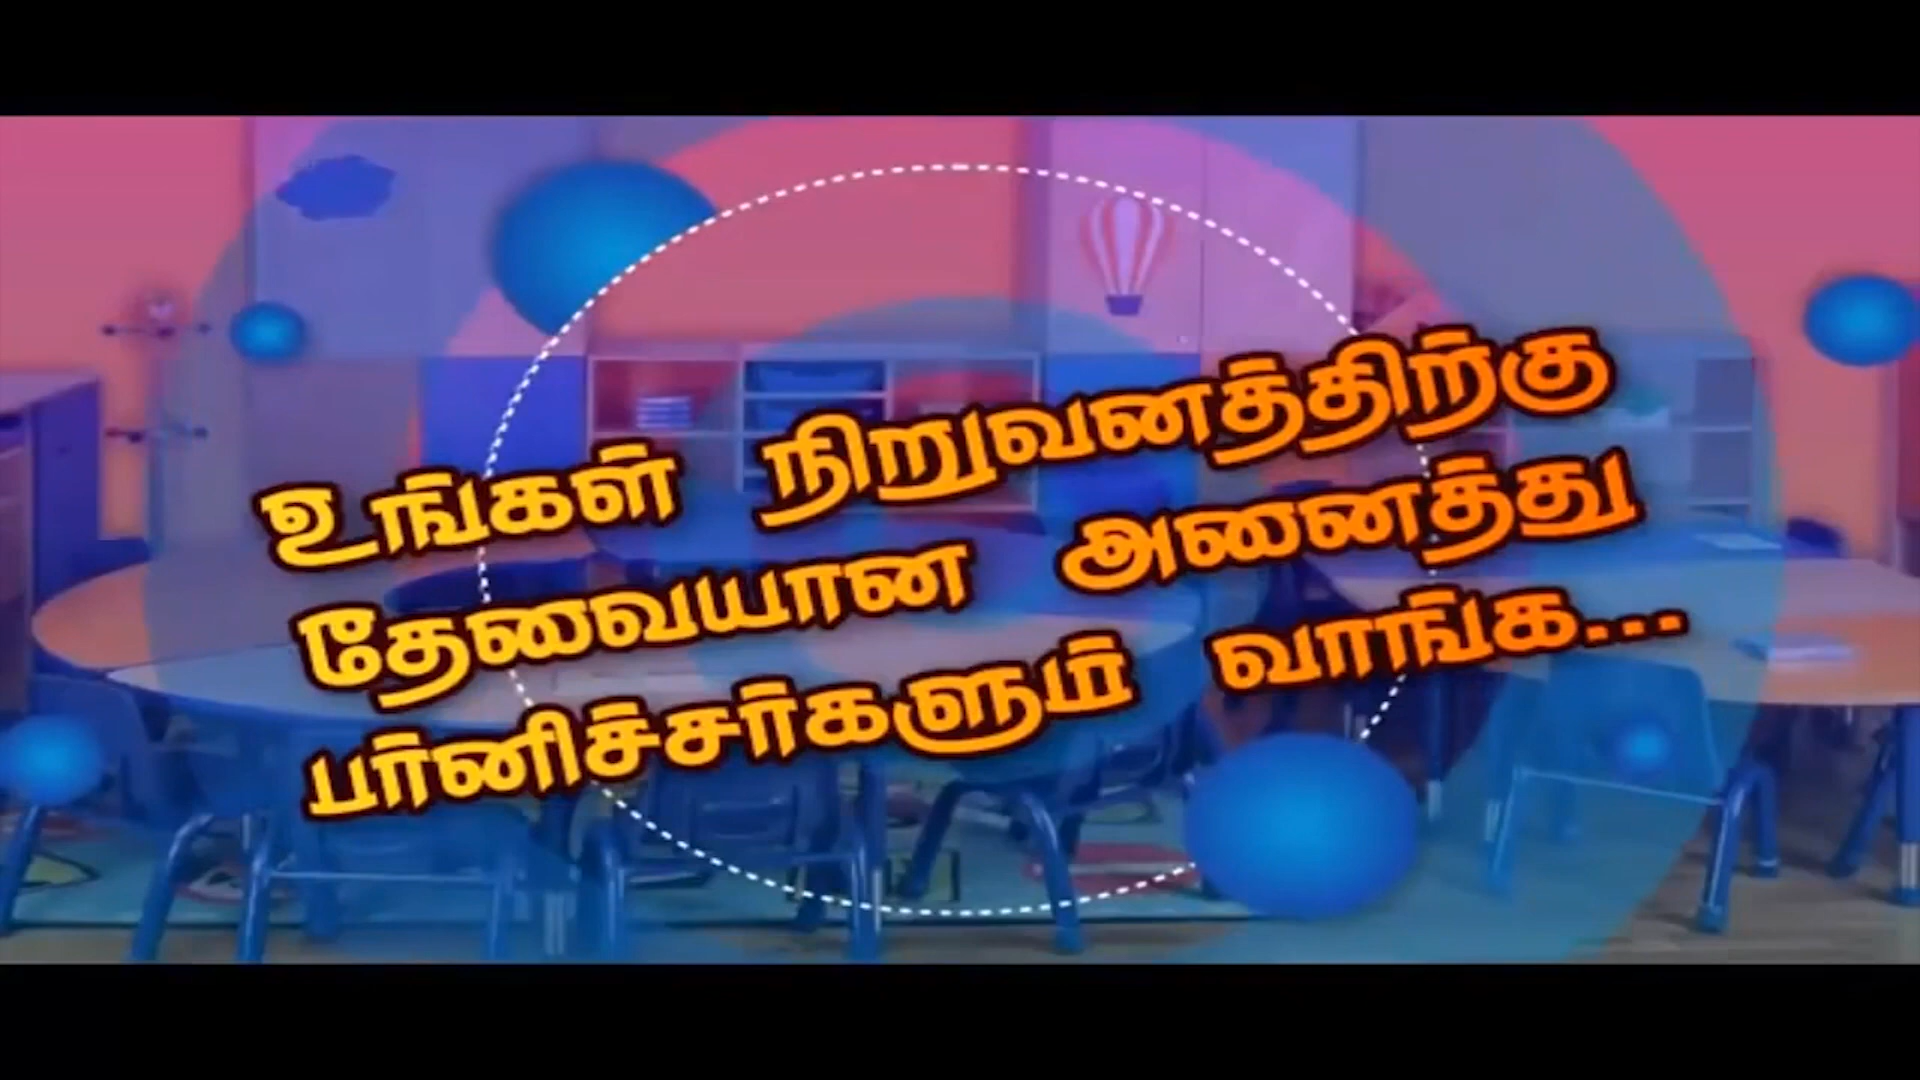 உங்கள் நிறுவனத்திற்கு
தேவையான அனைத்து
பர்னிச்சர்களும் வாங்க...